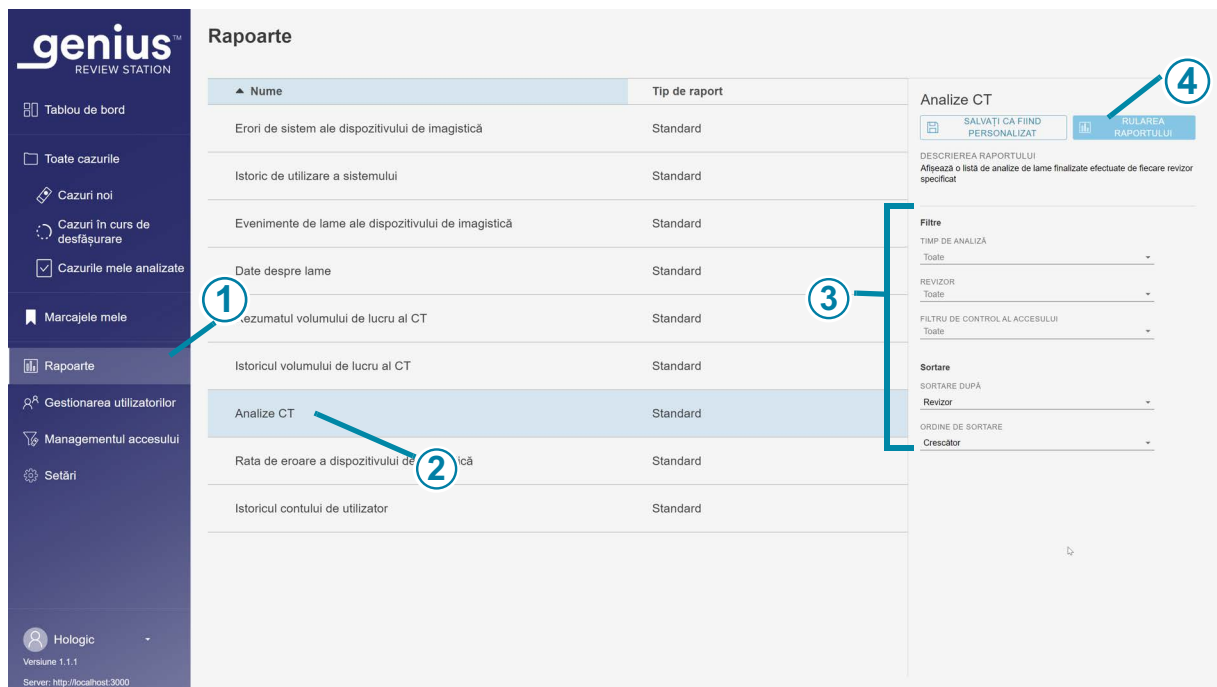 genius™
REVIEW STATION
Tablou de bord
Toate cazurile
Cazuri noi
Cazuri în curs de
desfășurare
Cazurile mele analizate
Marcajele mele
Rapoarte
Gestionarea utilizatorilor
Managementul accesului
Setări
Hologic
Versiune 1.1.1
Server: http://localhost:3000
Rapoarte
Nume Tip de raport
Erori de sistem ale dispozitivului de imagistică Standard
Istoric de utilizare a sistemului Standard
Evenimente de lame ale dispozitivului de imagistică Standard
Date despre lame Standard
volumului de lucru al CT Standard
Istoricul volumului de lucru al CT Standard
Analize CT Standard
Rata de eroare a dispozitivului Standard
Istoricul contului de utilizator Standard
1
2
3
4
Analize CT
SALVAȚI CA FIIND
PERSONALIZAT
RULAREA
RAPORTULUI
DESCRIEREA RAPORTULUI
Afișează o listă de analize de lame finalizate efectuate de fiecare revizor
specificat
Filtre
TIMP DE ANALIZĂ
Toate
REVIZOR
Toate
FILTRU DE CONTROL AL ACCESULUI
Toate
Sortare
SORTARE DUPĂ
Revizor
ORDINE DE SORTARE
Crescător